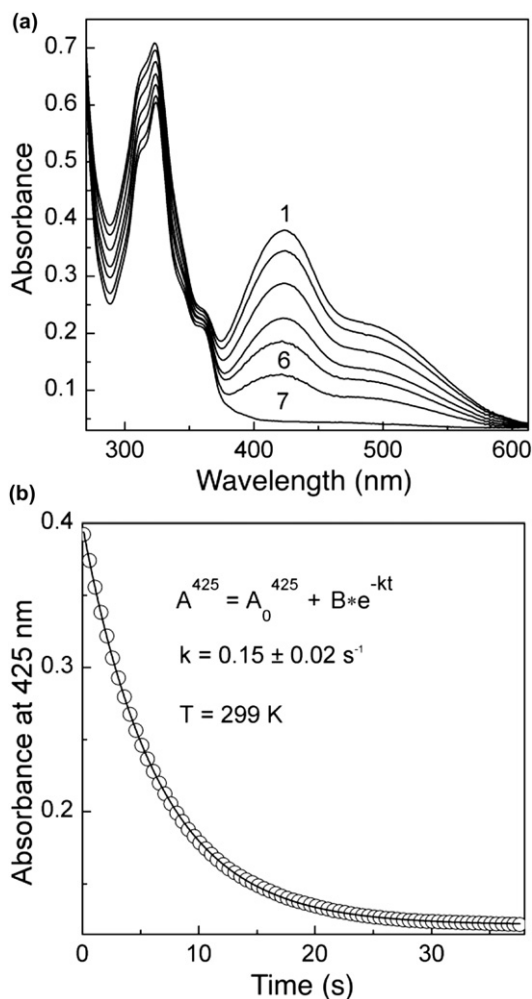 (a)
0.7
0.6
0.5
0.4
0.3
0.2
0.1
Absorbance
1
6
7
300 400 500 600
Wavelength (nm)
(b)
0.4
0.3
0.2
Absorbance at 425 nm
A⁴²⁵ = A₀⁴²⁵ + B*e⁻ᵏᵗ
k = 0.15 ± 0.02 s⁻¹
T = 299 K
0 10 20 30
Time (s)